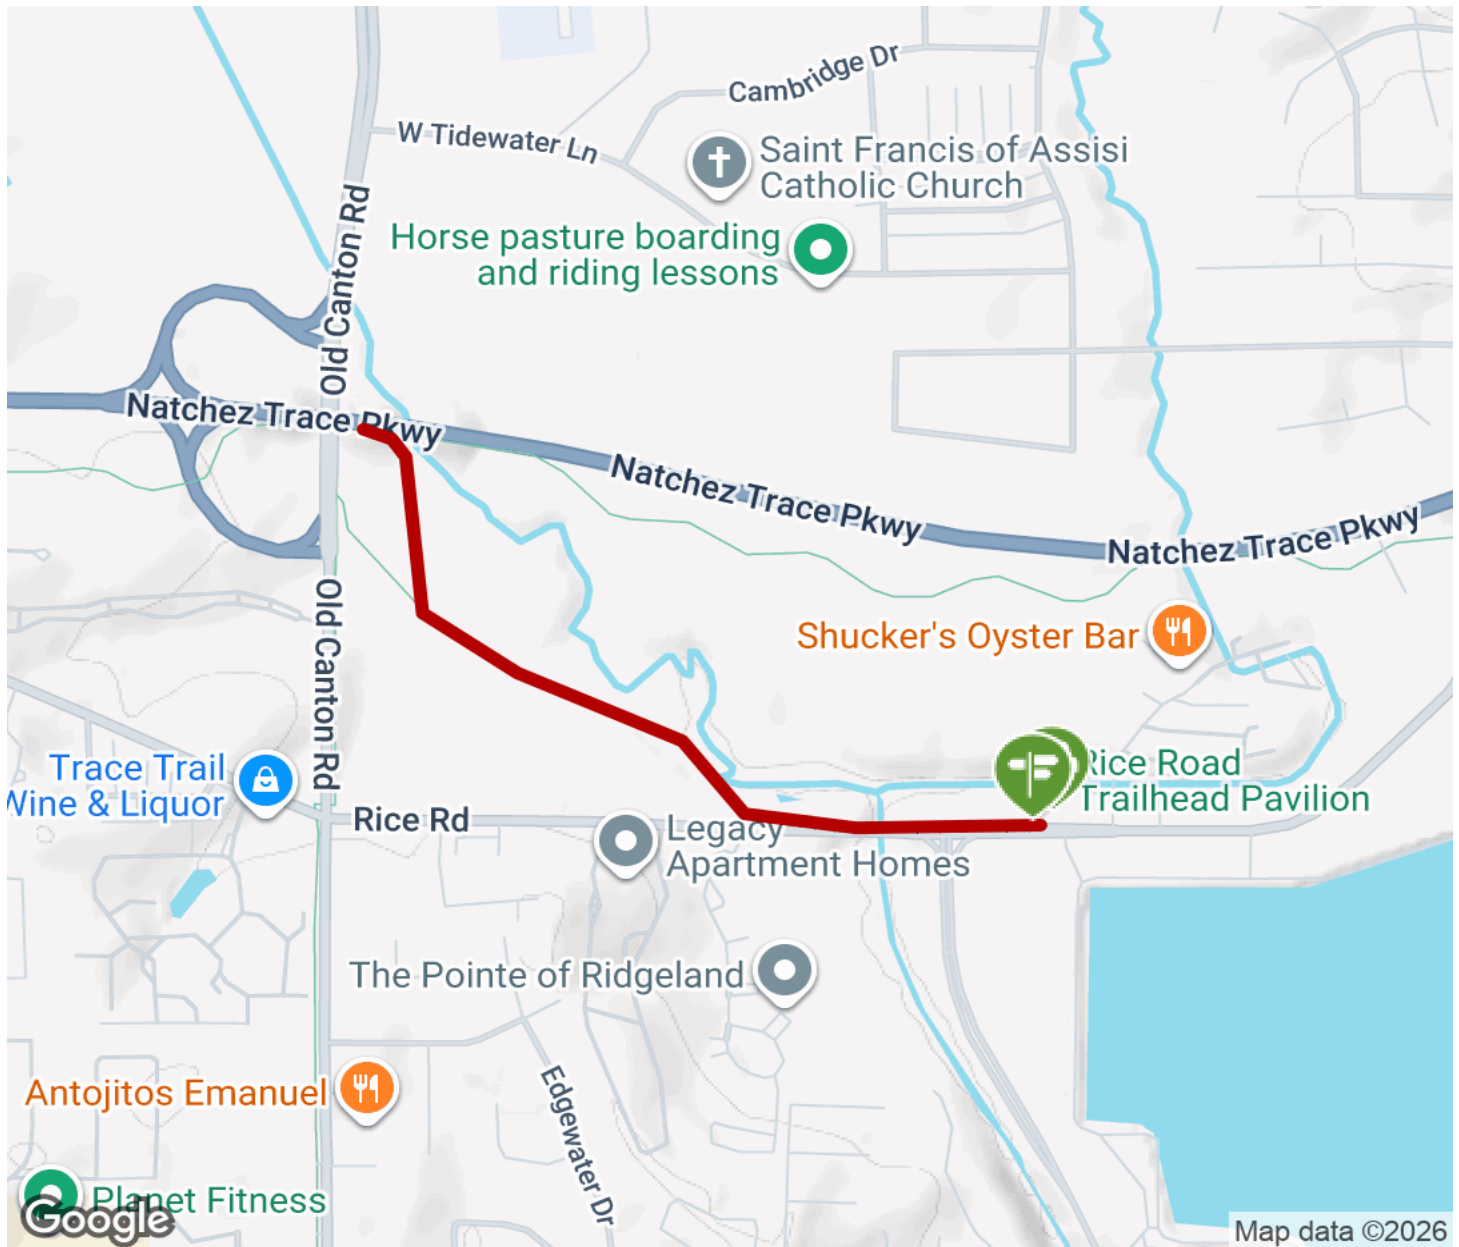 Cambridge Dr
W Tidewater Ln
Saint Francis of Assisi
Catholic Church
Old Canton Rd
Horse pasture boarding
and riding lessons
Natchez Trace Pkwy
Natchez Trace Pkwy
Natchez Trace Pkwy
Old Canton Rd
Shucker's Oyster Bar
Trace Trail
Wine & Liquor
Rice Road
Trailhead Pavilion
Rice Rd
Legacy
Apartment Homes
The Pointe of Ridgeland
Antojitos Emanuel
Edgewater Dr
Planet Fitness
Google
Map data ©2026